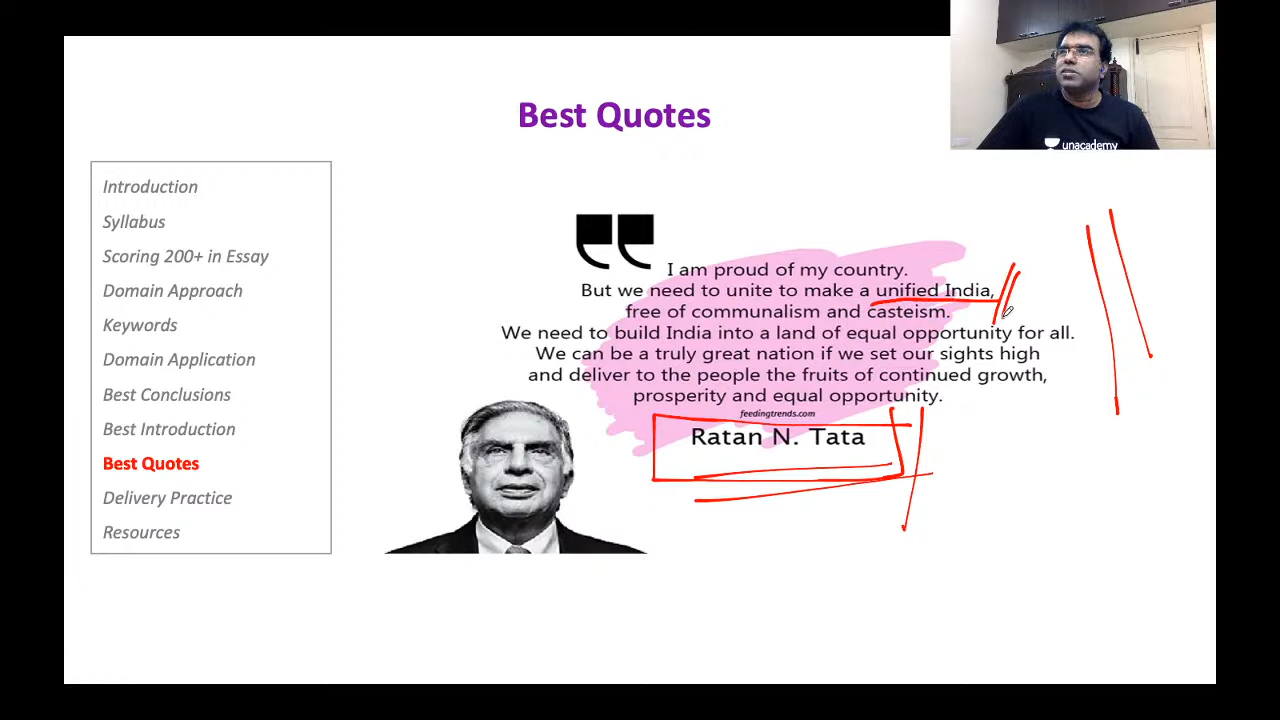 Best Quotes
unacademy
Introduction
Syllabus
Scoring 200+ in Essay
Domain Approach
Keywords
Domain Application
Best Conclusions
Best Introduction
Best Quotes
Delivery Practice
Resources
I am proud of my country.
But we need to unite to make a unified India,
free of communalism and casteism.
We need to build India into a land of equal opportunity for all.
We can be a truly great nation if we set our sights high
and deliver to the people the fruits of continued growth,
prosperity and equal opportunity.
feedingtrends.com
Ratan N. Tata